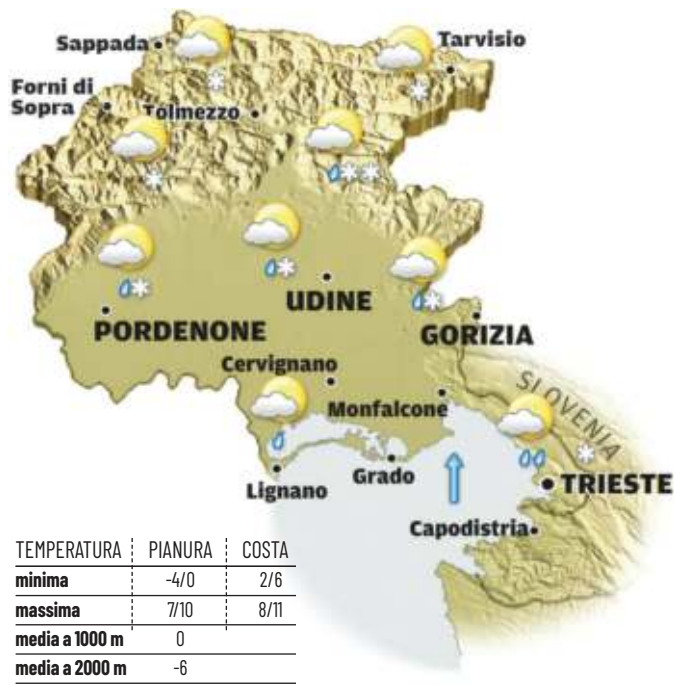 Sappada
Tarvisio
Forni di
Sopra
Tolmezzo
UDINE
PORDENONE
GORIZIA
Cervignano
Monfalcone
SLOVENIA
Lignano
Grado
TRIESTE
Capodistria
TEMPERATURA PIANURA COSTA
minima -4/0 2/6
massima 7/10 8/11
media a 1000 m 0
media a 2000 m -6